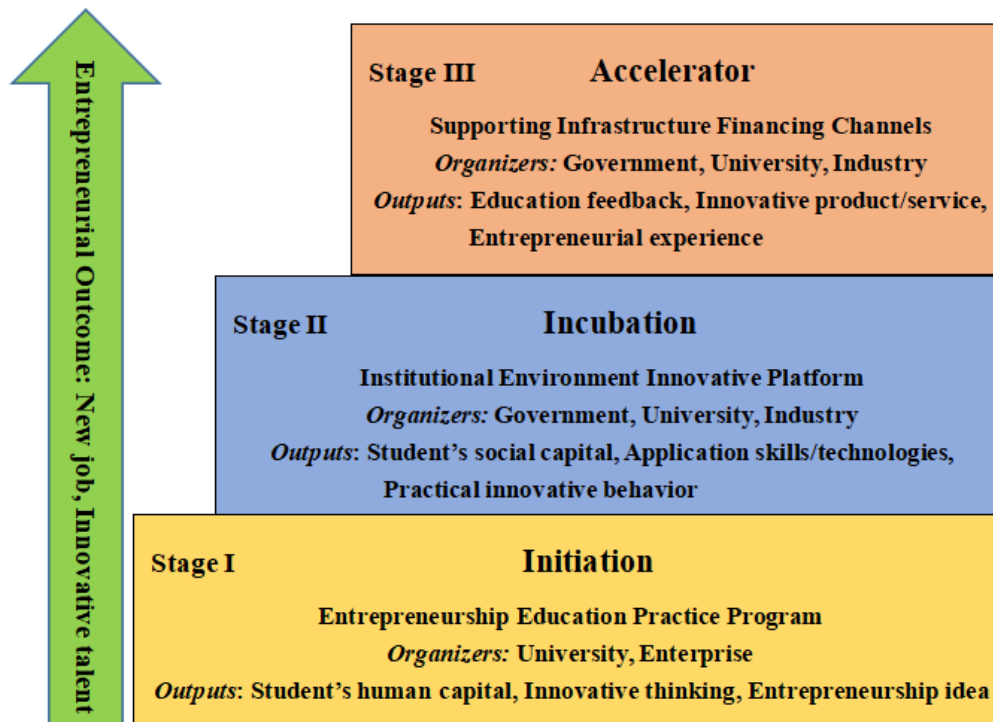 Entrepreneurial Outcome: New job, Innovative talent
Stage III Accelerator
Supporting Infrastructure Financing Channels
Organizers: Government, University, Industry
Outputs: Education feedback, Innovative product/service,
Entrepreneurial experience
Stage II Incubation
Institutional Environment Innovative Platform
Organizers: Government, University, Industry
Outputs: Student's social capital, Application skills/technologies,
Practical innovative behavior
Stage I Initiation
Entrepreneurship Education Practice Program
Organizers: University, Enterprise
Outputs: Student's human capital, Innovative thinking, Entrepreneurship idea